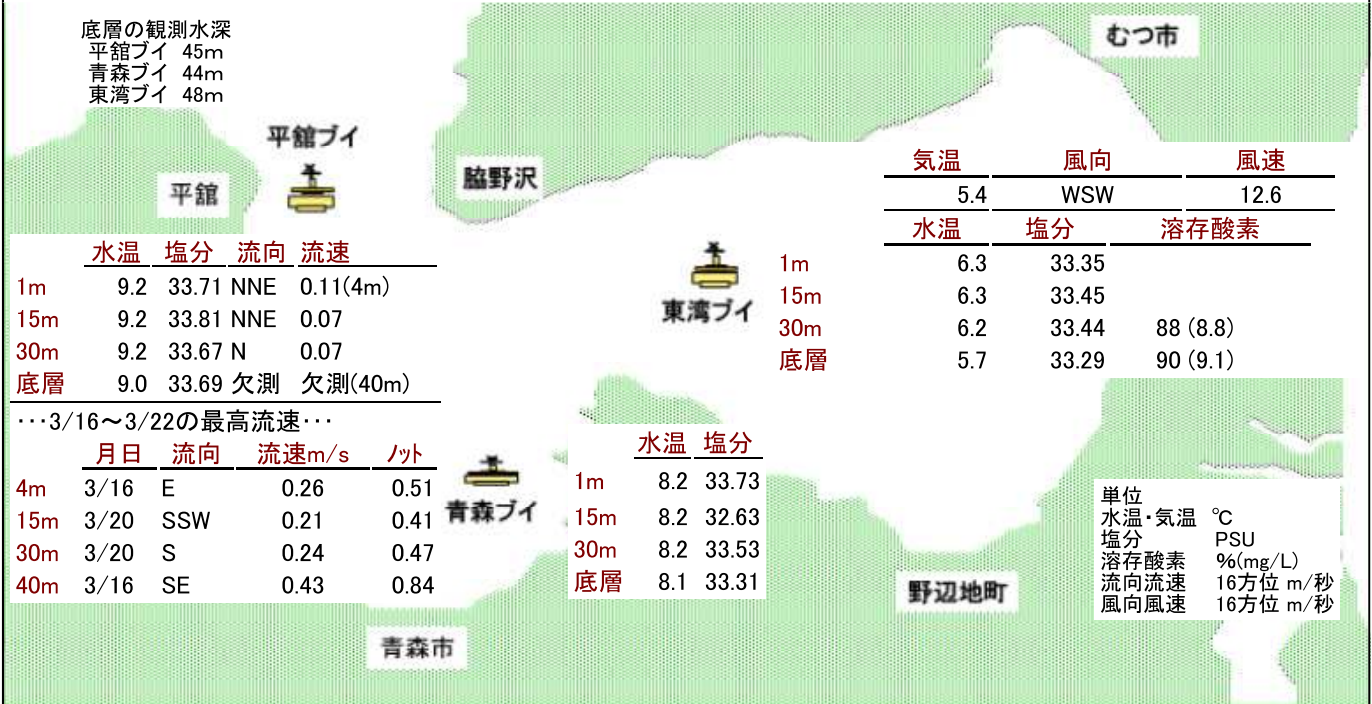 底層の観測水深
平舘ブイ 45m
青森ブイ 44m
東湾ブイ 48m
むつ市
平舘ブイ
平舘
脇野沢
気温 風向 風速
5.4 WSW 12.6
水温 塩分 溶存酸素
1m 6.3 33.35
15m 6.3 33.45
30m 6.2 33.44 88 (8.8)
底層 5.7 33.29 90 (9.1)
東湾ブイ
水温 塩分 流向 流速
1m 9.2 33.71 NNE 0.11(4m)
15m 9.2 33.81 NNE 0.07
30m 9.2 33.67 N 0.07
底層 9.0 33.69 欠測 欠測(40m)
･･･3/16～3/22の最高流速･･･
月日 流向 流速m/s ﾉｯﾄ
4m 3/16 E 0.26 0.51
15m 3/20 SSW 0.21 0.41
30m 3/20 S 0.24 0.47
40m 3/16 SE 0.43 0.84
青森ブイ
水温 塩分
1m 8.2 33.73
15m 8.2 32.63
30m 8.2 33.53
底層 8.1 33.31
単位
水温・気温 ℃
塩分 PSU
溶存酸素 %(mg/L)
流向流速 16方位 m/秒
風向風速 16方位 m/秒
野辺地町
青森市